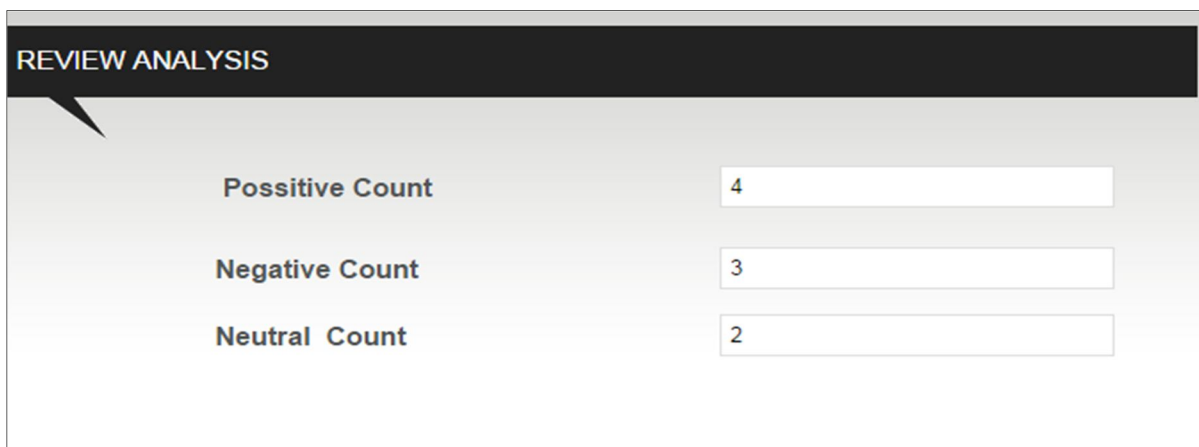 REVIEW ANALYSIS
Possitive Count 4
Negative Count 3
Neutral Count 2